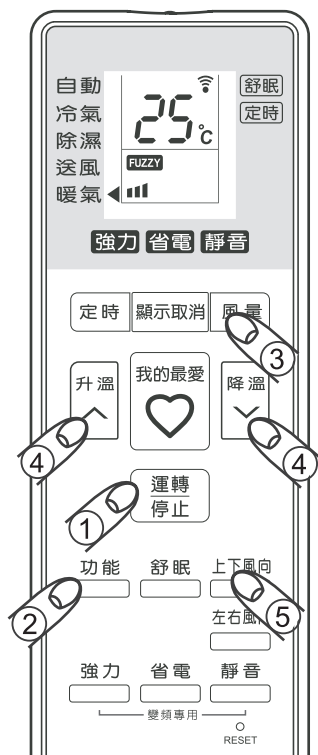 自動
冷氣
除濕
送風
暖氣
25℃
舒眠
定時
FUZZY
強力 省電 靜音
定時 顯示取消 風量
③
升溫 我的最愛 降溫
④ ④
運轉
停止
①
功能 舒眠 上下風向
② ⑤
左右風
強力 省電 靜音
變頻專用
RESET